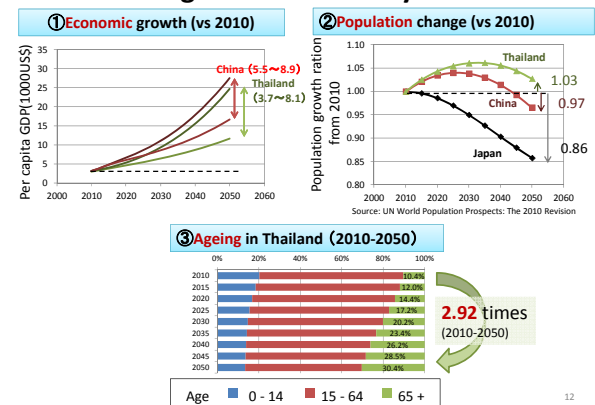 ①Economic growth (vs 2010)
Per capita GDP(1000US$)
35
30
25
20
15
10
5
0
2000 2010 2020 2030 2040 2050 2060
China (5.5～8.9)
Thailand
(3.7～8.1)
②Population change (vs 2010)
Population growth ration
from 2010
1.10
1.05
1.00
0.95
0.90
0.85
0.80
2000 2010 2020 2030 2040 2050 2060
Thailand
China
Japan
1.03
0.97
0.86
Source: UN World Population Prospects: The 2010 Revision
③Ageing in Thailand (2010-2050)
0% 20% 40% 60% 80% 100%
2010 10.4%
2015 12.0%
2020 14.4%
2025 17.2%
2030 20.2%
2035 23.4%
2040 26.2%
2045 28.5%
2050 30.4%
2.92 times
(2010-2050)
Age 0 - 14 15 - 64 65 +
12